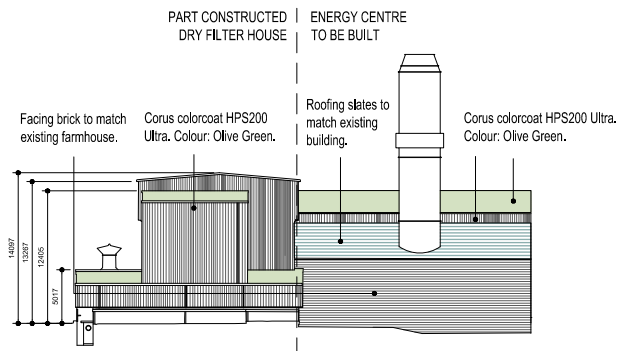 PART CONSTRUCTED
DRY FILTER HOUSE
ENERGY CENTRE
TO BE BUILT
Facing brick to match
existing farmhouse.
Corus colorcoat HPS200
Ultra. Colour: Olive Green.
Roofing slates to
match existing
building.
Corus colorcoat HPS200 Ultra.
Colour: Olive Green.
14097
13267
12405
5017